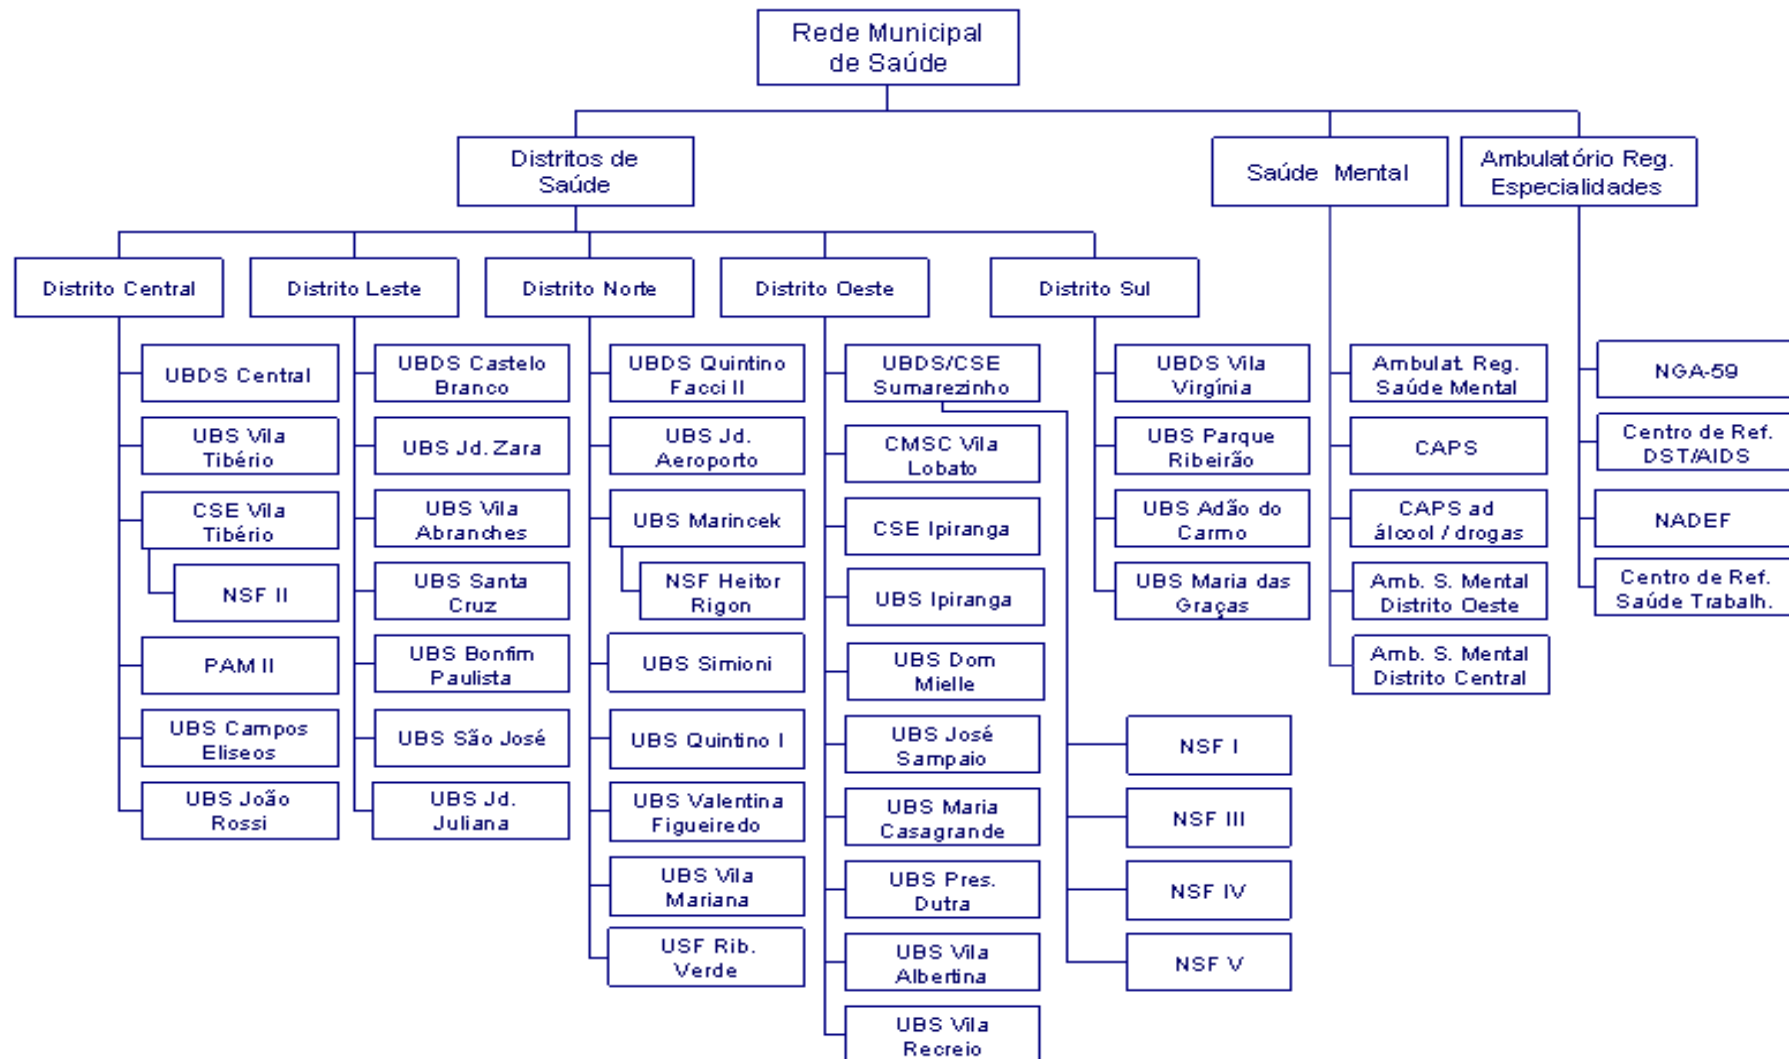 Rede Municipal
de Saúde
Distritos de
Saúde
Saúde Mental
Ambulatório Reg.
Especialidades
Distrito Central
Distrito Leste
Distrito Norte
Distrito Oeste
Distrito Sul
UBDS Central
UBS Vila
Tibério
CSE Vila
Tibério
NSF II
PAM II
UBS Campos
Eliseos
UBS João
Rossi
UBDS Castelo
Branco
UBS Jd. Zara
UBS Vila
Abranches
UBS Santa
Cruz
UBS Bonfim
Paulista
UBS São José
UBS Jd.
Juliana
UBDS Quintino
Facci II
UBS Jd.
Aeroporto
UBS Marincek
NSF Heitor
Rigon
UBS Simioni
UBS Quintino I
UBS Valentina
Figueiredo
UBS Vila
Mariana
USF Rib.
Verde
UBDS/CSE
Sumarezinho
CMSC Vila
Lobato
CSE Ipiranga
UBS Ipiranga
UBS Dom
Mielle
UBS José
Sampaio
UBS Maria
Casagrande
UBS Pres.
Dutra
UBS Vila
Albertina
UBS Vila
Recreio
NSF I
NSF III
NSF IV
NSF V
UBDS Vila
Virgínia
UBS Parque
Ribeirão
UBS Adão do
Carmo
UBS Maria das
Graças
Ambulat. Reg.
Saúde Mental
CAPS
CAPS ad
álcool / drogas
Amb. S. Mental
Distrito Oeste
Amb. S. Mental
Distrito Central
NGA-59
Centro de Ref.
DST/AIDS
NADEF
Centro de Ref.
Saúde Trabalh.